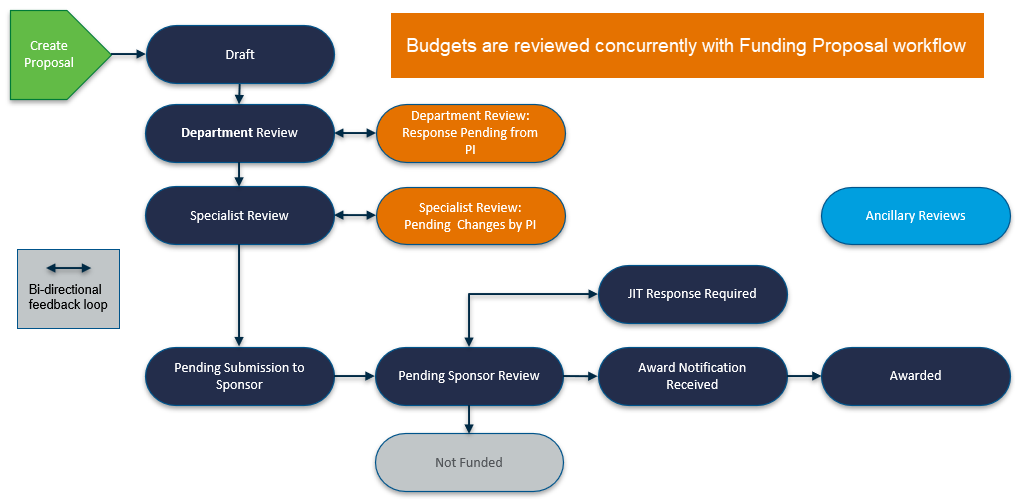 Create
Proposal
Draft
Budgets are reviewed concurrently with Funding Proposal workflow
Department Review
Department Review:
Response Pending from
PI
Specialist Review
Specialist Review:
Pending Changes by PI
Ancillary Reviews
Bi-directional
feedback loop
JIT Response Required
Pending Submission to
Sponsor
Pending Sponsor Review
Award Notification
Received
Awarded
Not Funded